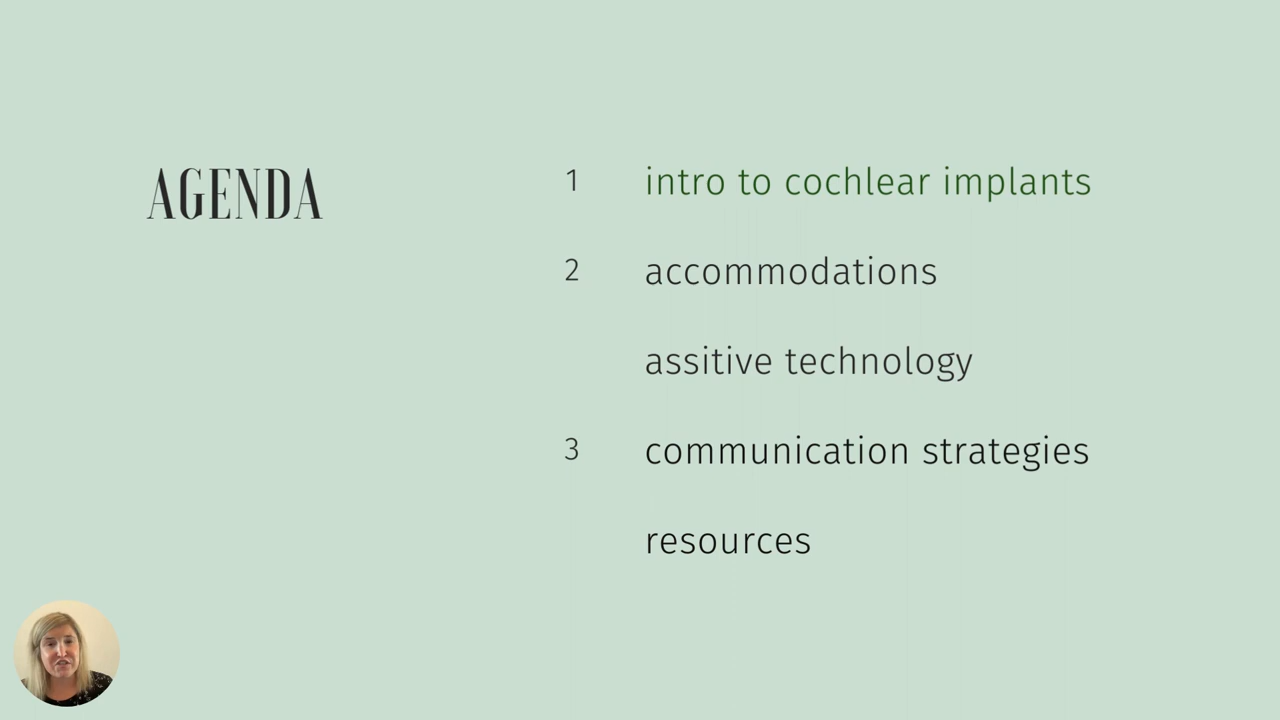 AGENDA
1 intro to cochlear implants
2 accommodations
assitive technology
3 communication strategies
resources